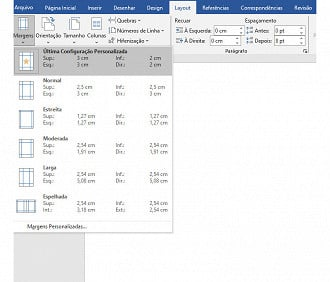 Arquivo Página Inicial Inserir Desenhar Design Layout Referências Correspondências Revisão
Margens Orientação Tamanho Colunas
Quebras
Números de Linha
Hifenização
Recuar
À Esquerda: 0 cm
À Direita: 0 cm
Espaçamento
Antes: 0 pt
Depois: 8 pt
Parágrafo
Última Configuração Personalizada
Sup.: 3 cm Inf.: 2 cm
Esq.: 3 cm Dir.: 2 cm
Normal
Sup.: 2,5 cm Inf.: 2,5 cm
Esq.: 3 cm Dir.: 3 cm
Estreita
Sup.: 1,27 cm Inf.: 1,27 cm
Esq.: 1,27 cm Dir.: 1,27 cm
Moderada
Sup.: 2,54 cm Inf.: 2,54 cm
Esq.: 1,91 cm Dir.: 1,91 cm
Larga
Sup.: 2,54 cm Inf.: 2,54 cm
Esq.: 5,08 cm Dir.: 5,08 cm
Espelhada
Sup.: 2,54 cm Inf.: 2,54 cm
Int.: 3,18 cm Ext.: 2,54 cm
Margens Personalizadas...